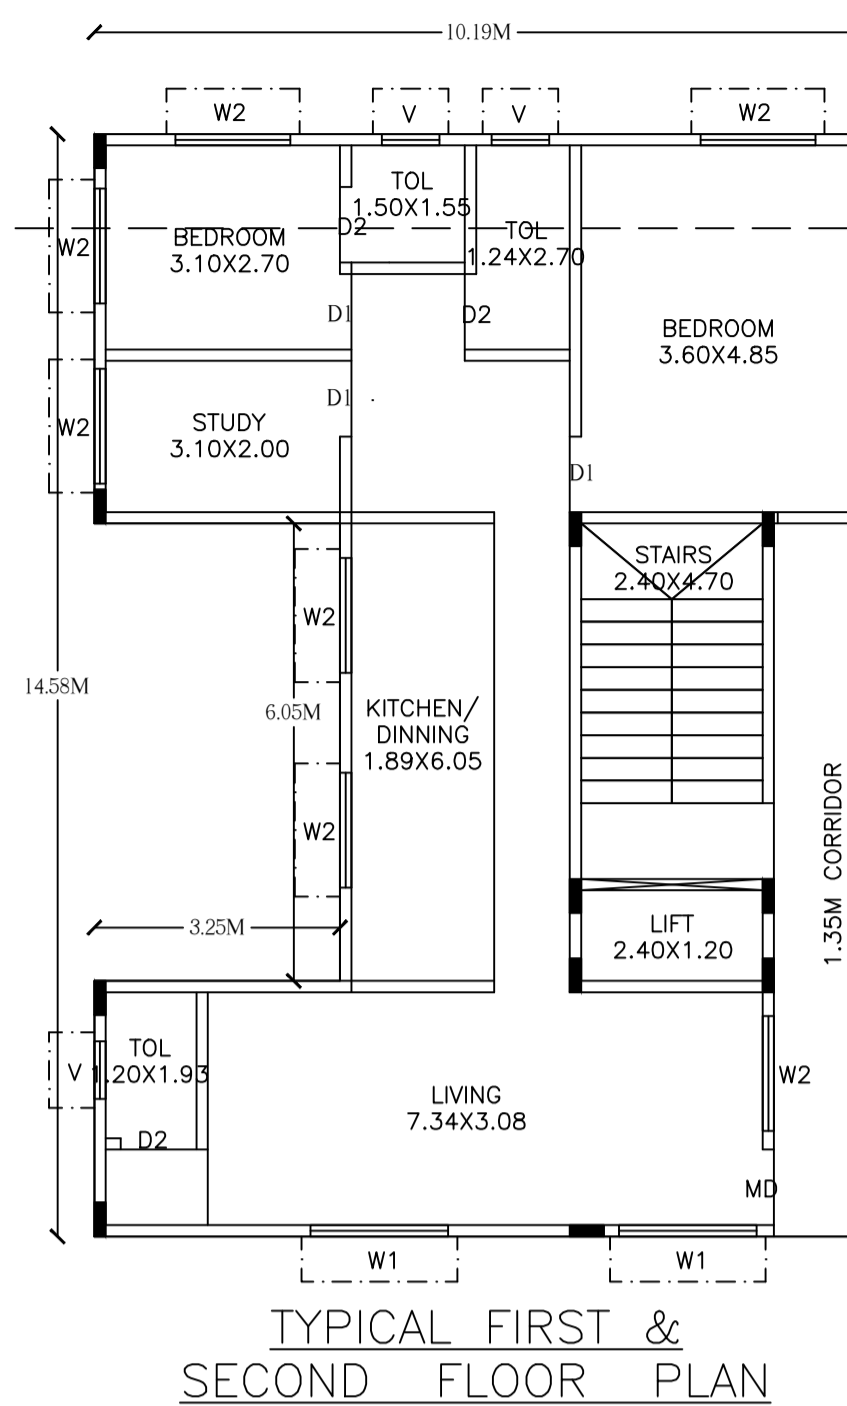 10.19M
W2
V
V
W2
TOL
1.50X1.55
D2
TOL
1.24X2.70
W2
BEDROOM
3.10X2.70
D1
D2
BEDROOM
3.60X4.85
W2
STUDY
3.10X2.00
D1
D1
STAIRS
2.40X4.70
W2
14.58M
6.05M
KITCHEN/
DINNING
1.89X6.05
W2
1.35M CORRIDOR
3.25M
LIFT
2.40X1.20
V
TOL
1.20X1.93
D2
LIVING
7.34X3.08
W2
MD
W1
W1
TYPICAL FIRST &
SECOND FLOOR PLAN